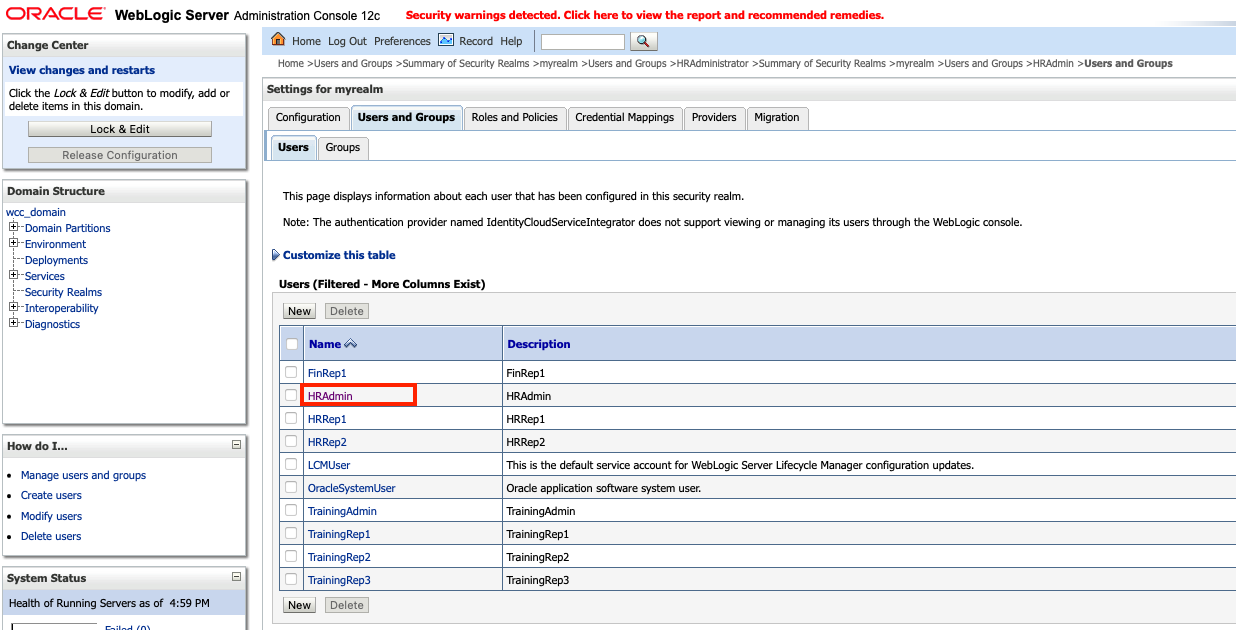 ORACLE® WebLogic Server Administration Console 12c
Security warnings detected. Click here to view the report and recommended remedies.
Change Center
View changes and restarts
Click the Lock & Edit button to modify, add or
delete items in this domain.
Lock & Edit
Release Configuration
Domain Structure
wcc_domain
Domain Partitions
Environment
Deployments
Services
Security Realms
Interoperability
Diagnostics
How do I...
Manage users and groups
Create users
Modify users
Delete users
System Status
Health of Running Servers as of 4:59 PM
Failed (0)
Home Log Out Preferences Record Help
Home >Users and Groups >Summary of Security Realms >myrealm >Users and Groups >HRAdministrator >Summary of Security Realms >myrealm >Users and Groups >HRAdmin >Users and Groups
Settings for myrealm
Configuration Users and Groups Roles and Policies Credential Mappings Providers Migration
Users Groups
This page displays information about each user that has been configured in this security realm.
Note: The authentication provider named IdentityCloudServiceIntegrator does not support viewing or managing its users through the WebLogic console.
Customize this table
Users (Filtered - More Columns Exist)
New Delete
Name Description
FinRep1 FinRep1
HRAdmin HRAdmin
HRRep1 HRRep1
HRRep2 HRRep2
LCMUser This is the default service account for WebLogic Server Lifecycle Manager configuration updates.
OracleSystemUser Oracle application software system user.
TrainingAdmin TrainingAdmin
TrainingRep1 TrainingRep1
TrainingRep2 TrainingRep2
TrainingRep3 TrainingRep3
New Delete